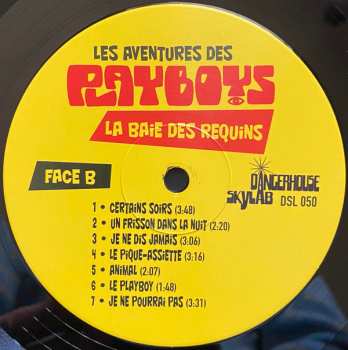 LES AVENTURES DES
PLAYBOYS
LA BAIE DES REQUINS
FACE B
DANGERHOUSE
SKYLAB DSL 050
1 • CERTAINS SOIRS (3:48)
2 • UN FRISSON DANS LA NUIT (2:20)
3 • JE NE DIS JAMAIS (3:06)
4 • LE PIQUE-ASSIETTE (3:16)
5 • ANIMAL (2:07)
6 • LE PLAYBOY (1:48)
7 • JE NE POURRAI PAS (3:31)